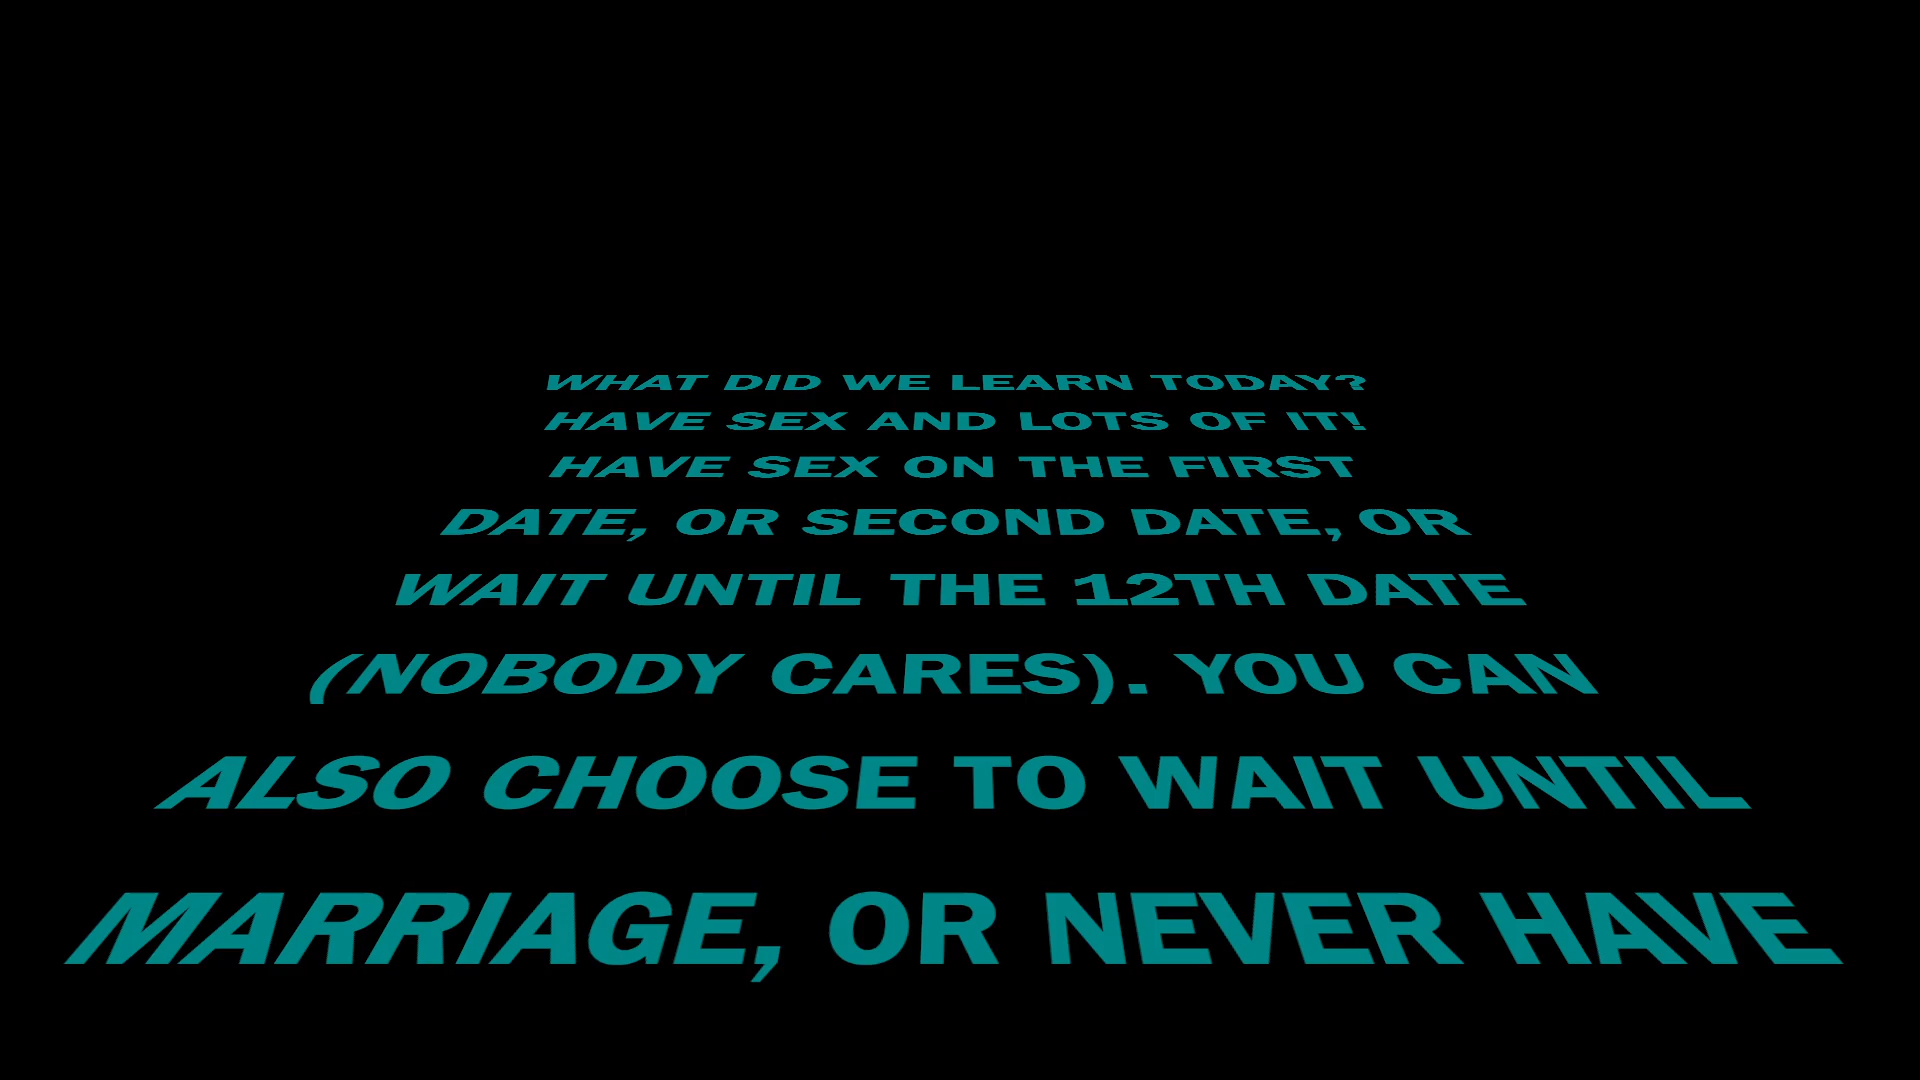 WHAT DID WE LEARN TODAY?
HAVE SEX AND LOTS OF IT!
HAVE SEX ON THE FIRST
DATE, OR SECOND DATE, OR
WAIT UNTIL THE 12TH DATE
(NOBODY CARES). YOU CAN
ALSO CHOOSE TO WAIT UNTIL
MARRIAGE, OR NEVER HAVE